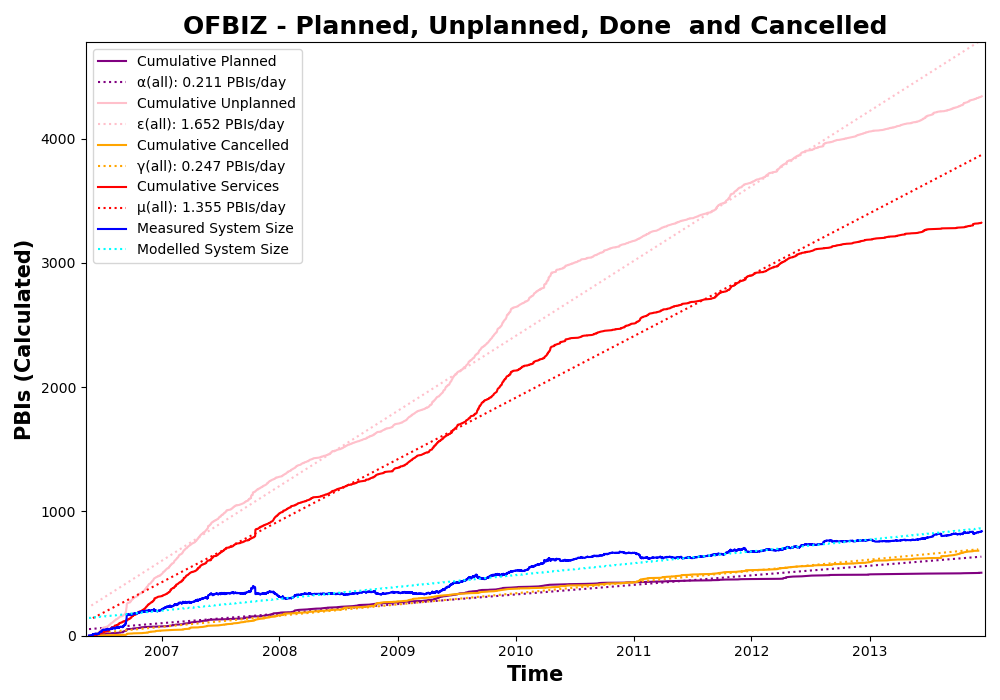 OFBIZ - Planned, Unplanned, Done  and Cancelled
Cumulative Planned
α(all): 0.211 PBIs/day
Cumulative Unplanned
ε(all): 1.652 PBIs/day
Cumulative Cancelled
γ(all): 0.247 PBIs/day
Cumulative Services
μ(all): 1.355 PBIs/day
Measured System Size
Modelled System Size
PBIs (Calculated)
4000
3000
2000
1000
0
2007 2008 2009 2010 2011 2012 2013
Time